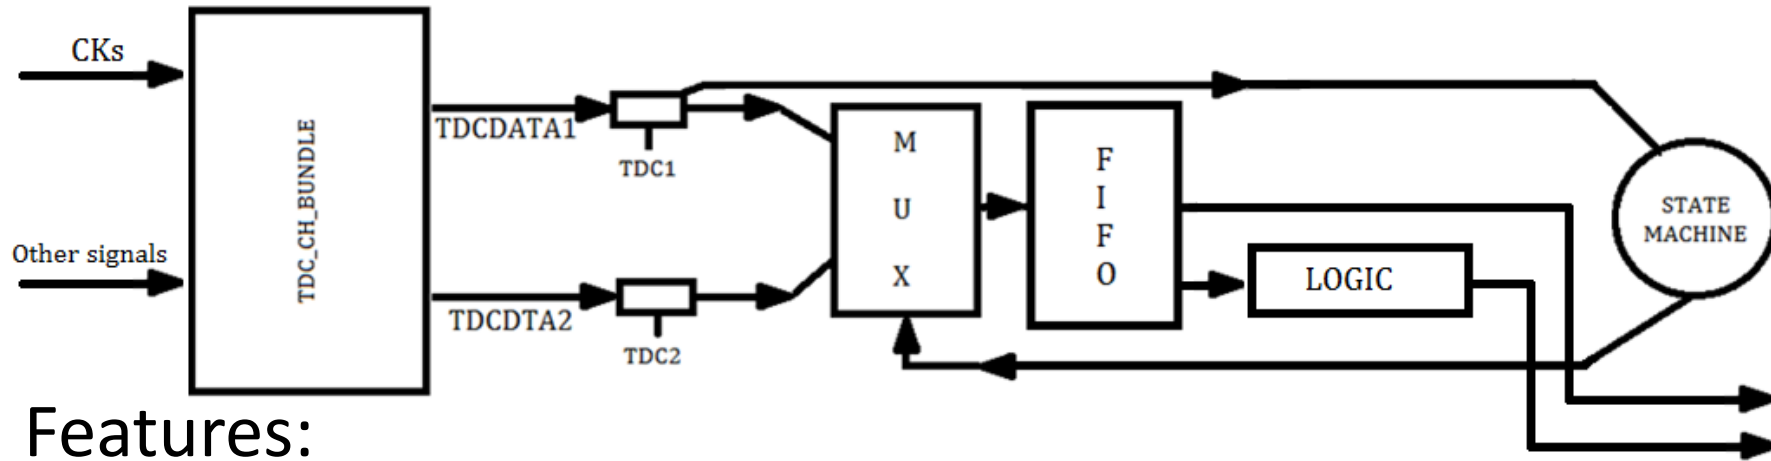 CKs
Other signals
TDC_CH_BUNDLE
TDCDATA1
TDC1
TDCDTA2
TDC2
M
U
X
F
I
F
O
LOGIC
STATE
MACHINE
Features: